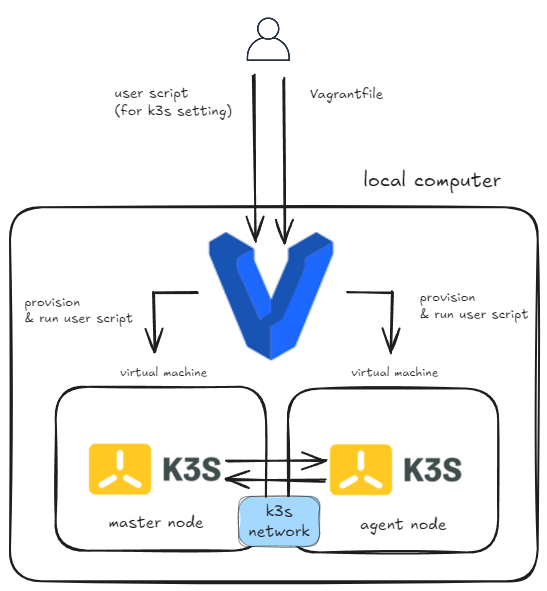 user script
(for k3s setting)
Vagrantfile
local computer
provision
& run user script
provision
& run user script
virtual machine
virtual machine
K3S
K3S
master node
agent node
k3s
network